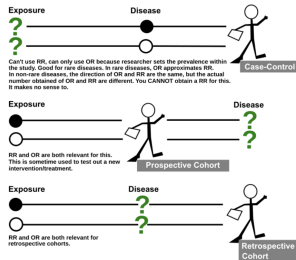 Exposure Disease
?
?
Can't use RR, can only use OR because researcher sets the prevalence within
the study. Good for rare diseases. In rare diseases, OR approximates RR.
In non-rare diseases, the direction of OR and RR are the same, but the actual
number obtained of OR and RR are different. You CANNOT obtain a RR for this.
It makes no sense to.
Case-Control
Exposure Disease
?
?
RR and OR are both relevant for this.
This is sometime used to test out a new
intervention/treatment.
Prospective Cohort
Exposure Disease
?
?
RR and OR are both relevant for
retrospective cohorts.
Retrospective
Cohort